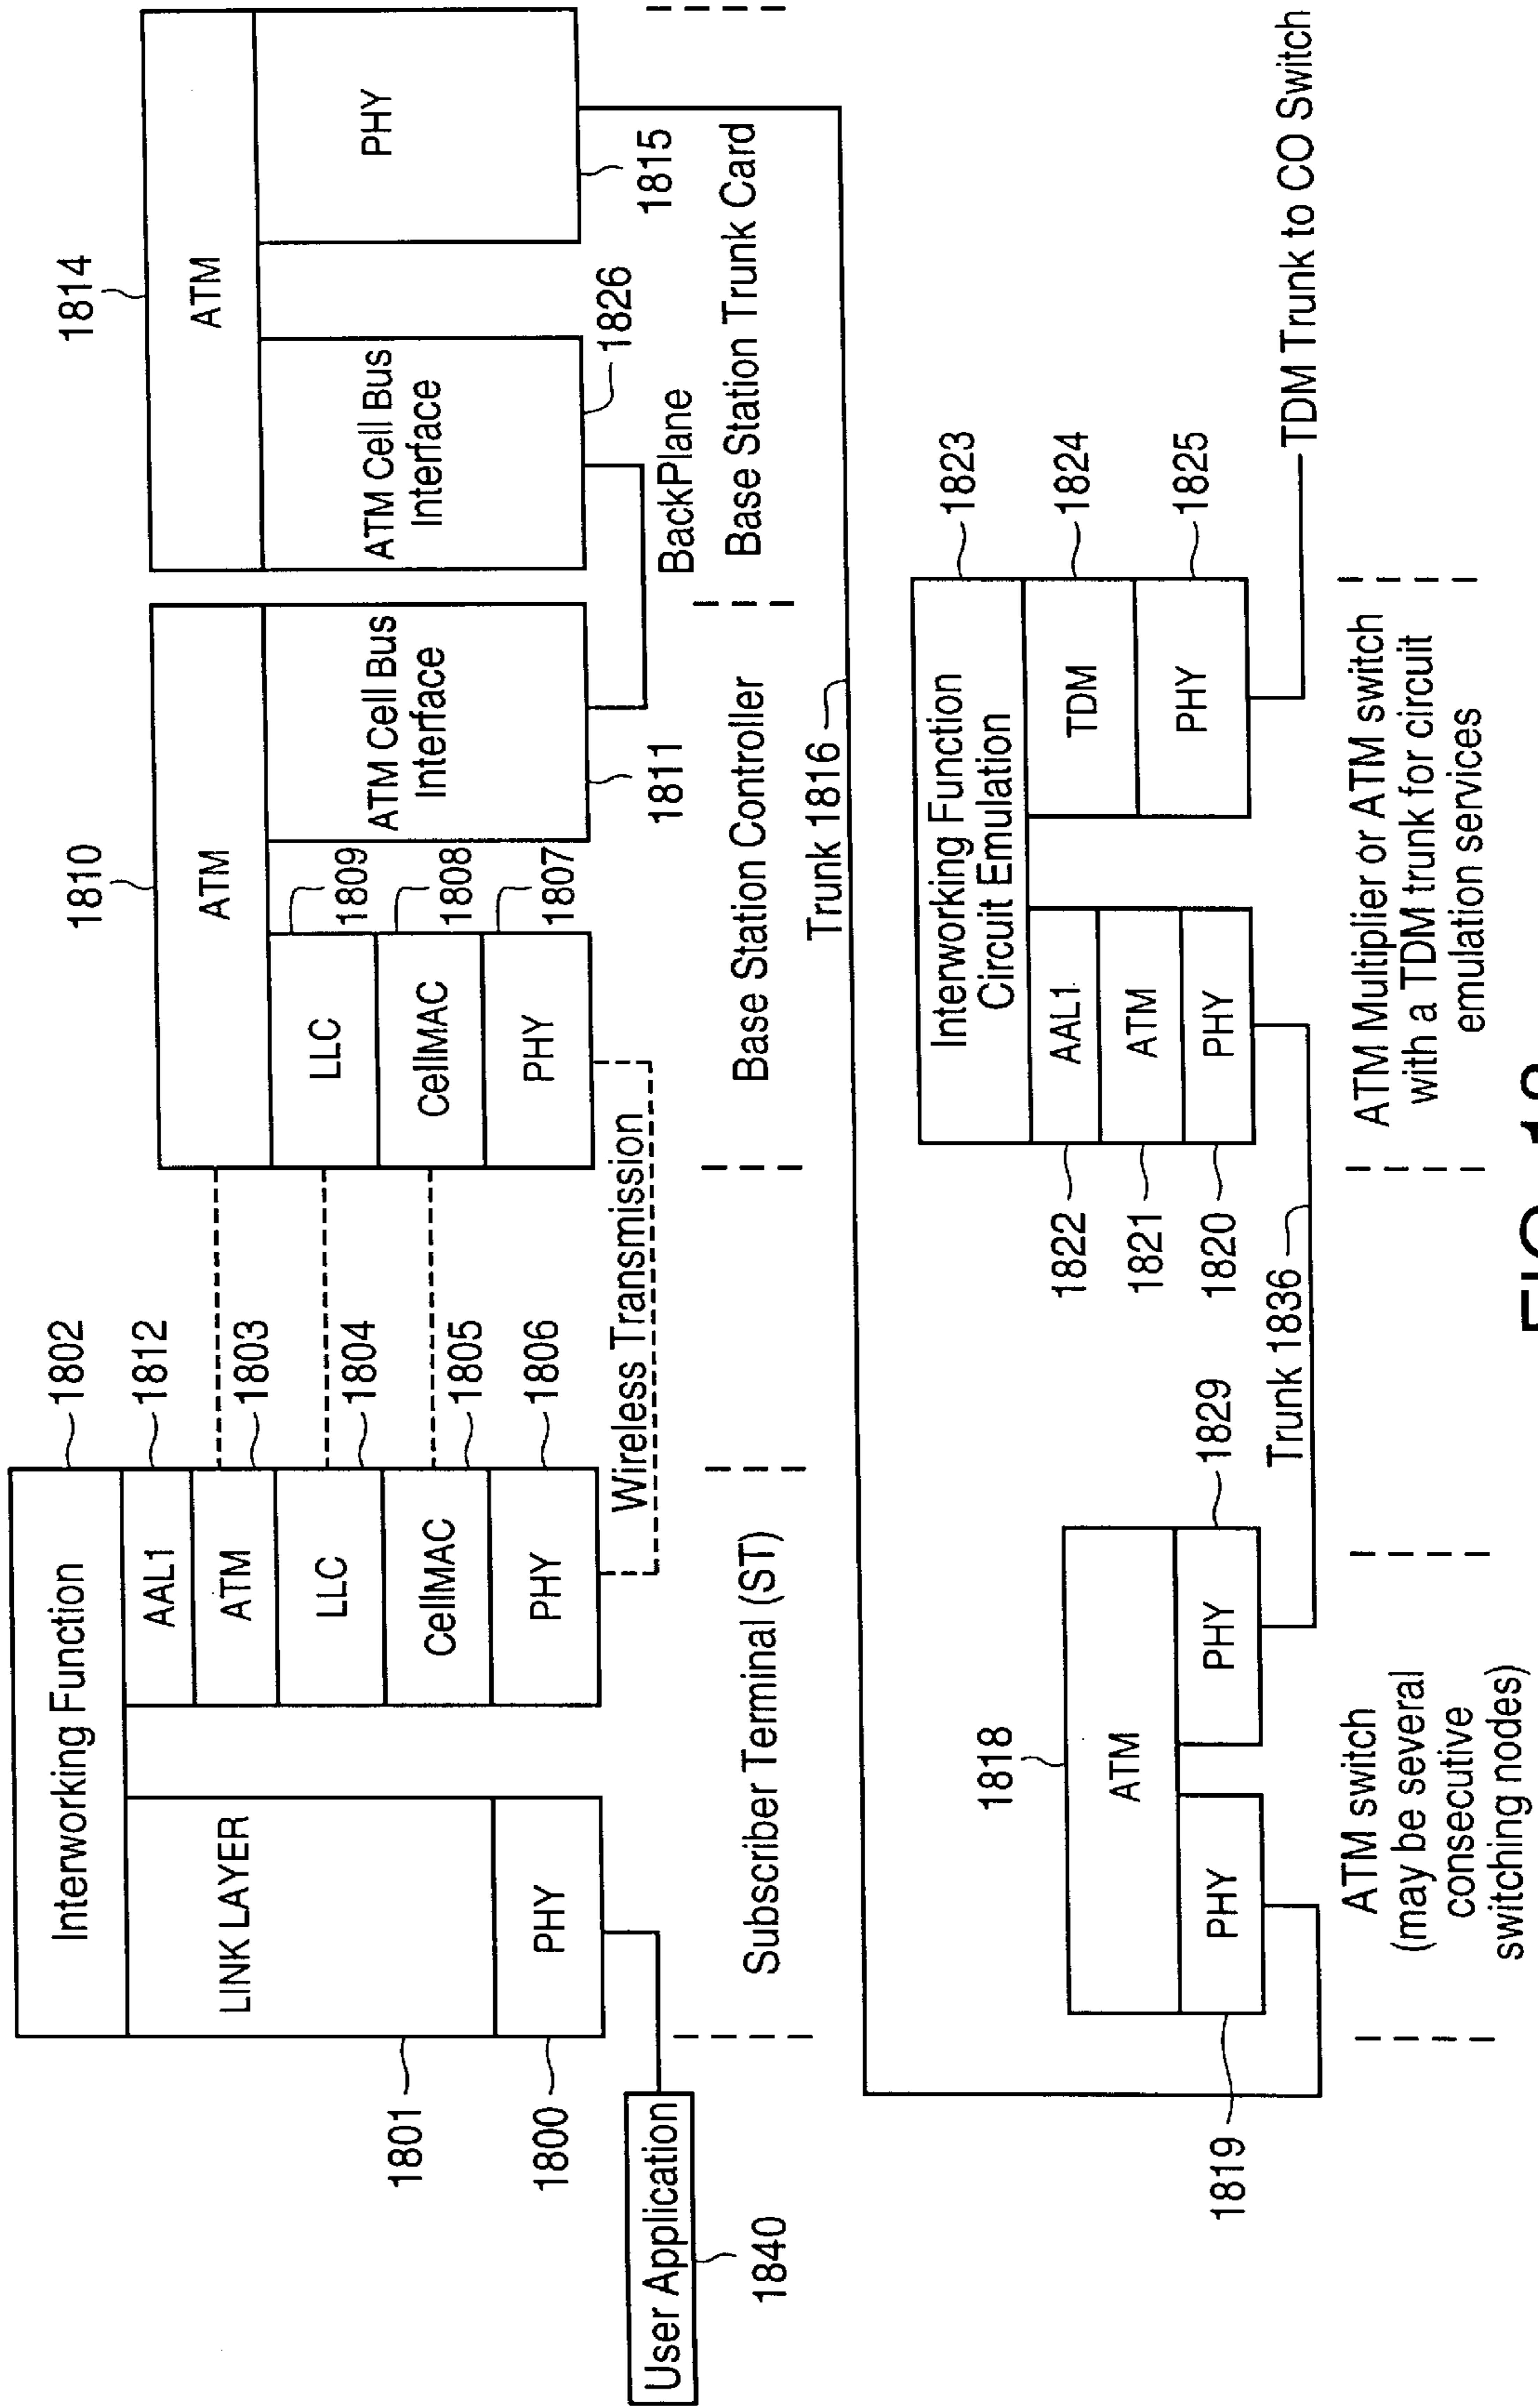 Interworking Function
1802
LINK LAYER
AAL1
1812
ATM
1803
LLC
1804
CellMAC
1805
PHY
1806
1801
PHY
1800
User Application
1840
Wireless Transmission
Subscriber Terminal (ST)
1810
ATM
LLC
1809
CellMAC
1808
PHY
1807
ATM Cell Bus
Interface
1811
Base Station Controller
1814
ATM
ATM Cell Bus
Interface
1826
PHY
1815
BackPlane
Base Station Trunk Card
Trunk 1816
1818
ATM
PHY
1819
PHY
1829
ATM switch
(may be several
consecutive
switching nodes)
Trunk 1836
Interworking Function
Circuit Emulation
1823
AAL1
1822
ATM
1821
PHY
1820
TDM
1824
PHY
1825
TDM Trunk to CO Switch
ATM Multiplier or ATM switch
with a TDM trunk for circuit
emulation services